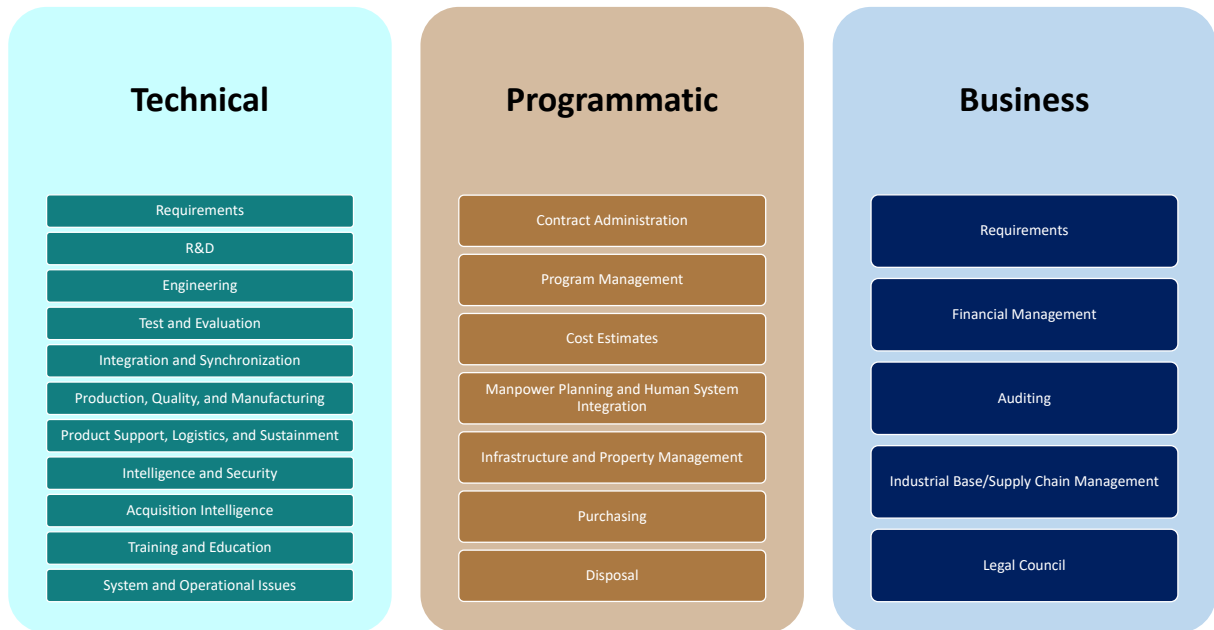 Technical
Requirements
R&D
Engineering
Test and Evaluation
Integration and Synchronization
Production, Quality, and Manufacturing
Product Support, Logistics, and Sustainment
Intelligence and Security
Acquisition Intelligence
Training and Education
System and Operational Issues
Programmatic
Contract Administration
Program Management
Cost Estimates
Manpower Planning and Human System
Integration
Infrastructure and Property Management
Purchasing
Disposal
Business
Requirements
Financial Management
Auditing
Industrial Base/Supply Chain Management
Legal Council